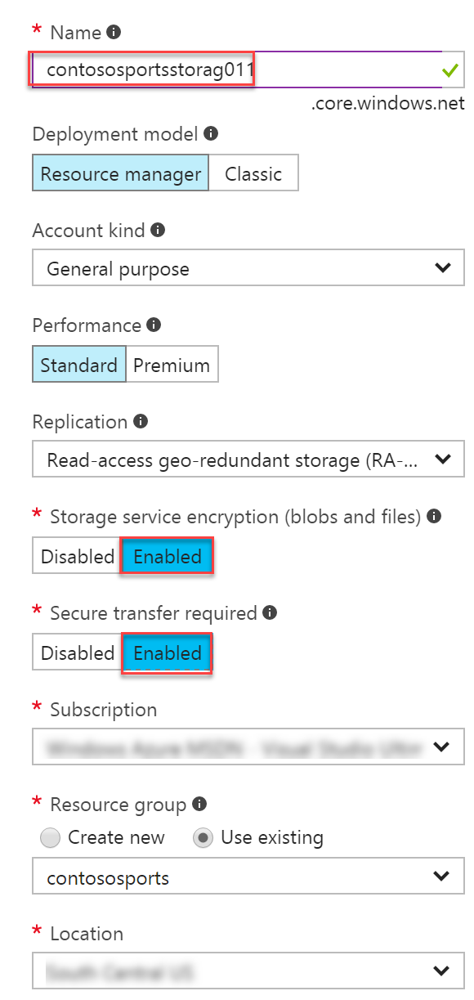 * Name
contososportsstorag011
.core.windows.net
Deployment model
Resource manager Classic
Account kind
General purpose
Performance
Standard Premium
Replication
Read-access geo-redundant storage (RA-...
* Storage service encryption (blobs and files)
Disabled Enabled
* Secure transfer required
Disabled Enabled
* Subscription
Windows Azure MSDN - Visual Studio
* Resource group
Create new Use existing
contososports
* Location
South Central US